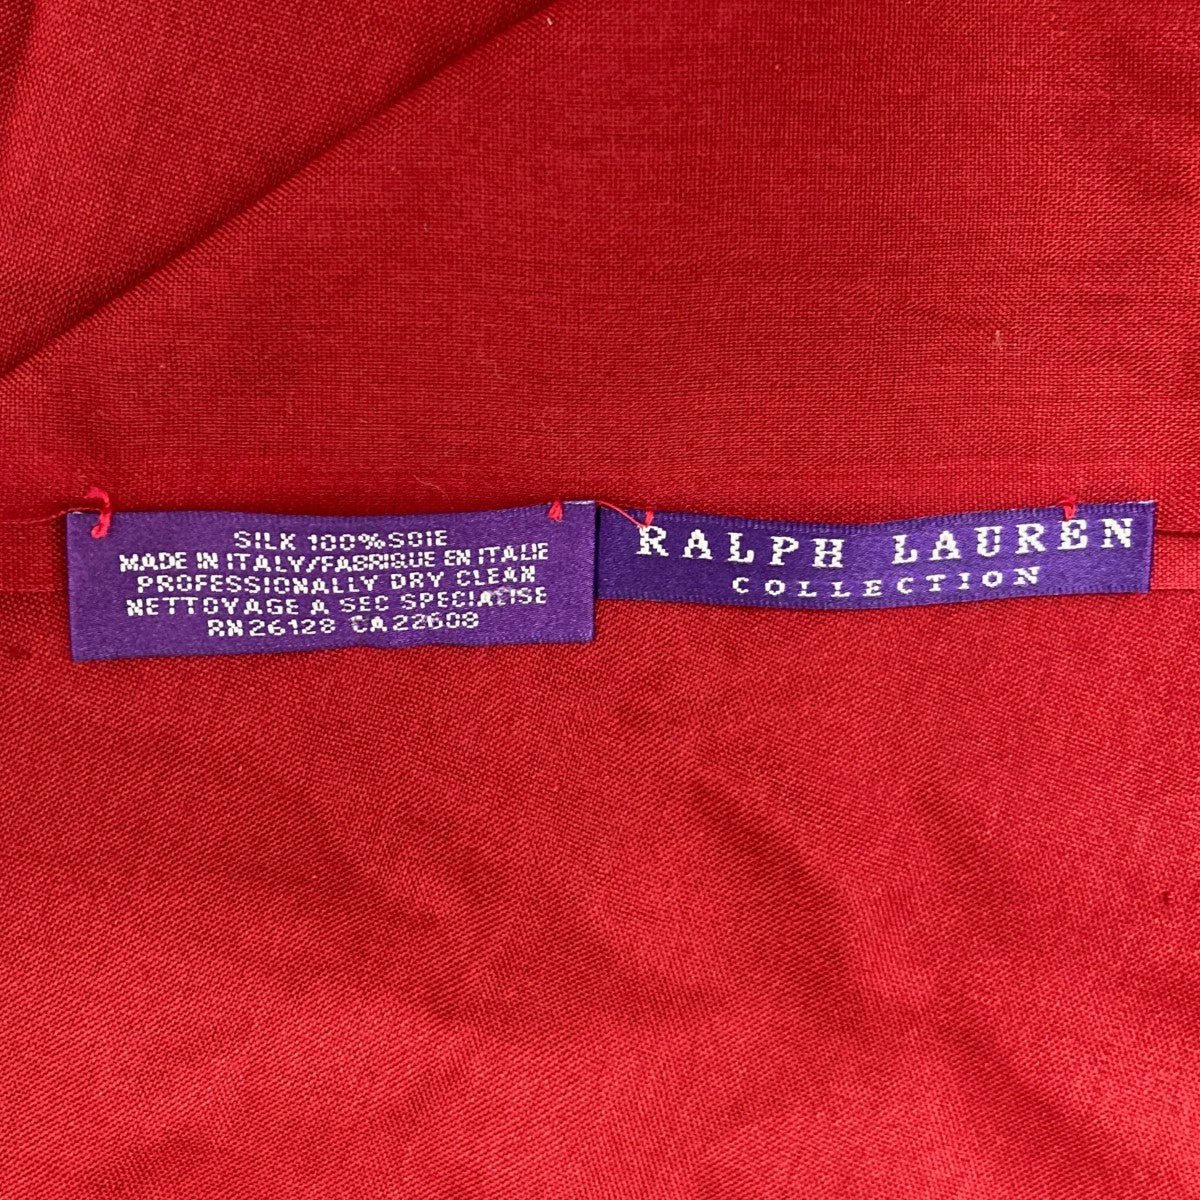 SILK 100%SOIE
MADE IN ITALY/FABRIQUE EN ITALIE
PROFESSIONALLY DRY CLEAN
NETTOYAGE A SEC SPECIALISE
RN26128 CA22608
RALPH LAUREN
COLLECTION